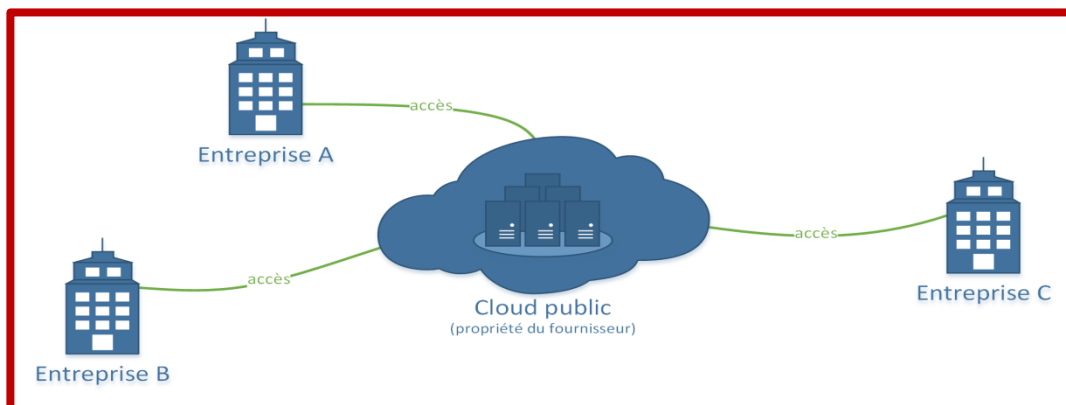 accès
Entreprise A
accès
Entreprise C
accès
Cloud public
(propriété du fournisseur)
Entreprise B